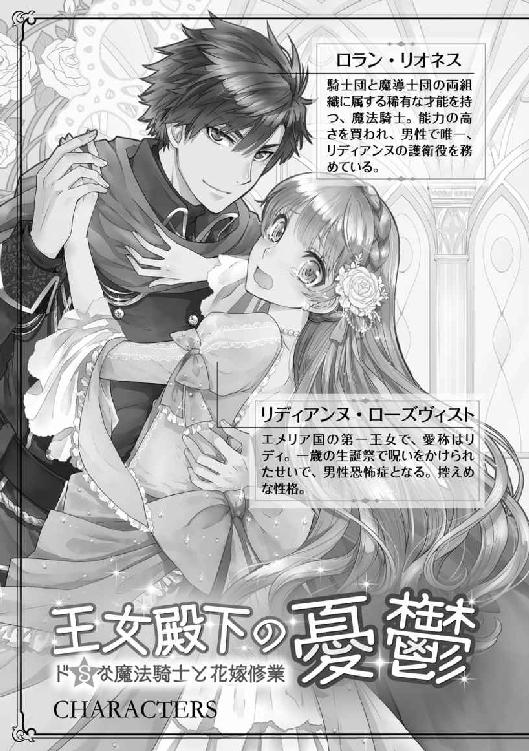 ロラン・リオネス
騎士団と魔導士団の両組
織に属する稀有な才能を持
つ、魔法騎士。能力の高
さを買われ、男性で唯一、
リディアンヌの護衛役を務
めている。
リディアンヌ・ローズヴィスト
エメリア国の第一王女で、愛称はリ
ディ。一歳の生誕祭で呪いをかけられ
たせいで、男性恐怖症となる。控えめ
な性格。
王女殿下の憂鬱
ドSな魔法騎士と花嫁修業
CHARACTERS